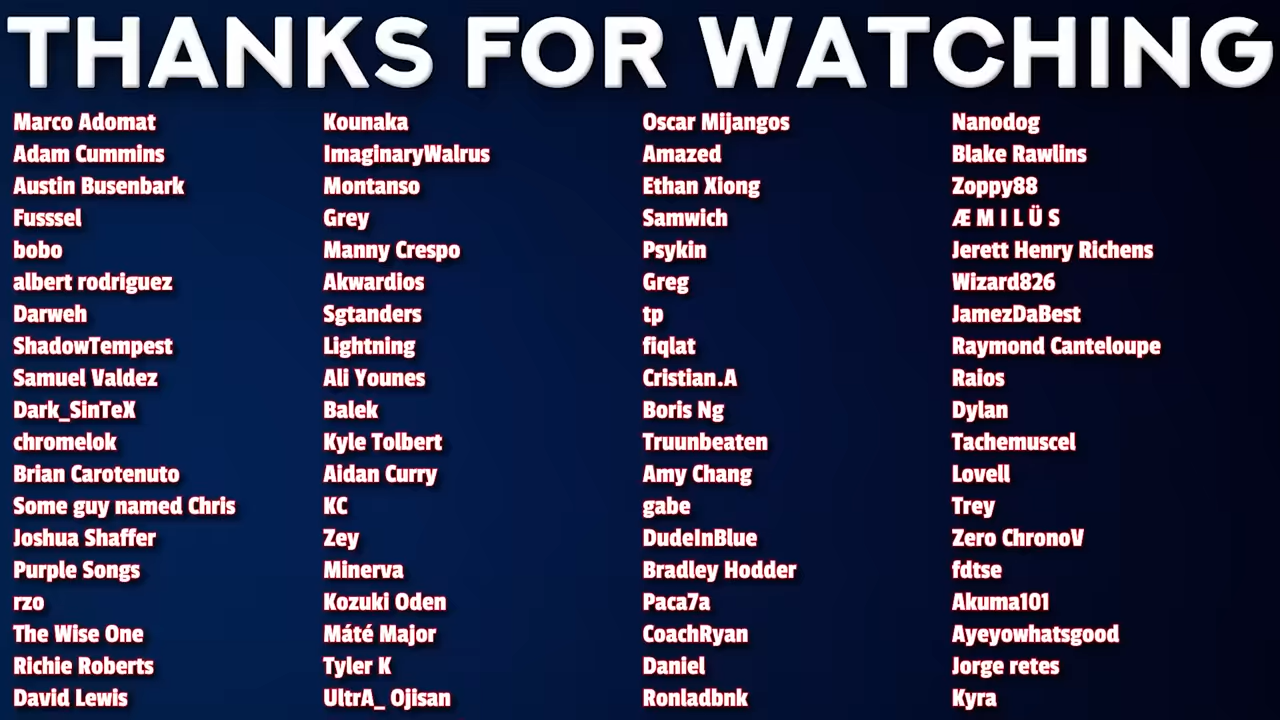 THANKS FOR WATCHING
Marco Adomat
Adam Cummins
Austin Busenbark
Fusssel
bobo
albert rodriguez
Darweh
ShadowTempest
Samuel Valdez
Dark_SinTeX
chromelok
Brian Carotenuto
Some guy named Chris
Joshua Shaffer
Purple Songs
rzo
The Wise One
Richie Roberts
David Lewis
Kounaka
ImaginaryWalrus
Montanso
Grey
Manny Crespo
Akwardios
Sgtanders
Lightning
Ali Younes
Balek
Kyle Tolbert
Aidan Curry
KC
Zey
Minerva
Kozuki Oden
Máté Major
Tyler K
UltrA_ Ojisan
Oscar Mijangos
Amazed
Ethan Xiong
Samwich
Psykin
Greg
tp
fiqlat
Cristian.A
Boris Ng
Truunbeaten
Amy Chang
gabe
DudeInBlue
Bradley Hodder
Paca7a
CoachRyan
Daniel
Ronladbnk
Nanodog
Blake Rawlins
Zoppy88
Æ M I L Ü S
Jerett Henry Richens
Wizard826
JamezDaBest
Raymond Canteloupe
Raios
Dylan
Tachemuscel
Lovell
Trey
Zero ChronoV
fdtse
Akuma101
Ayeyowhatsgood
Jorge retes
Kyra